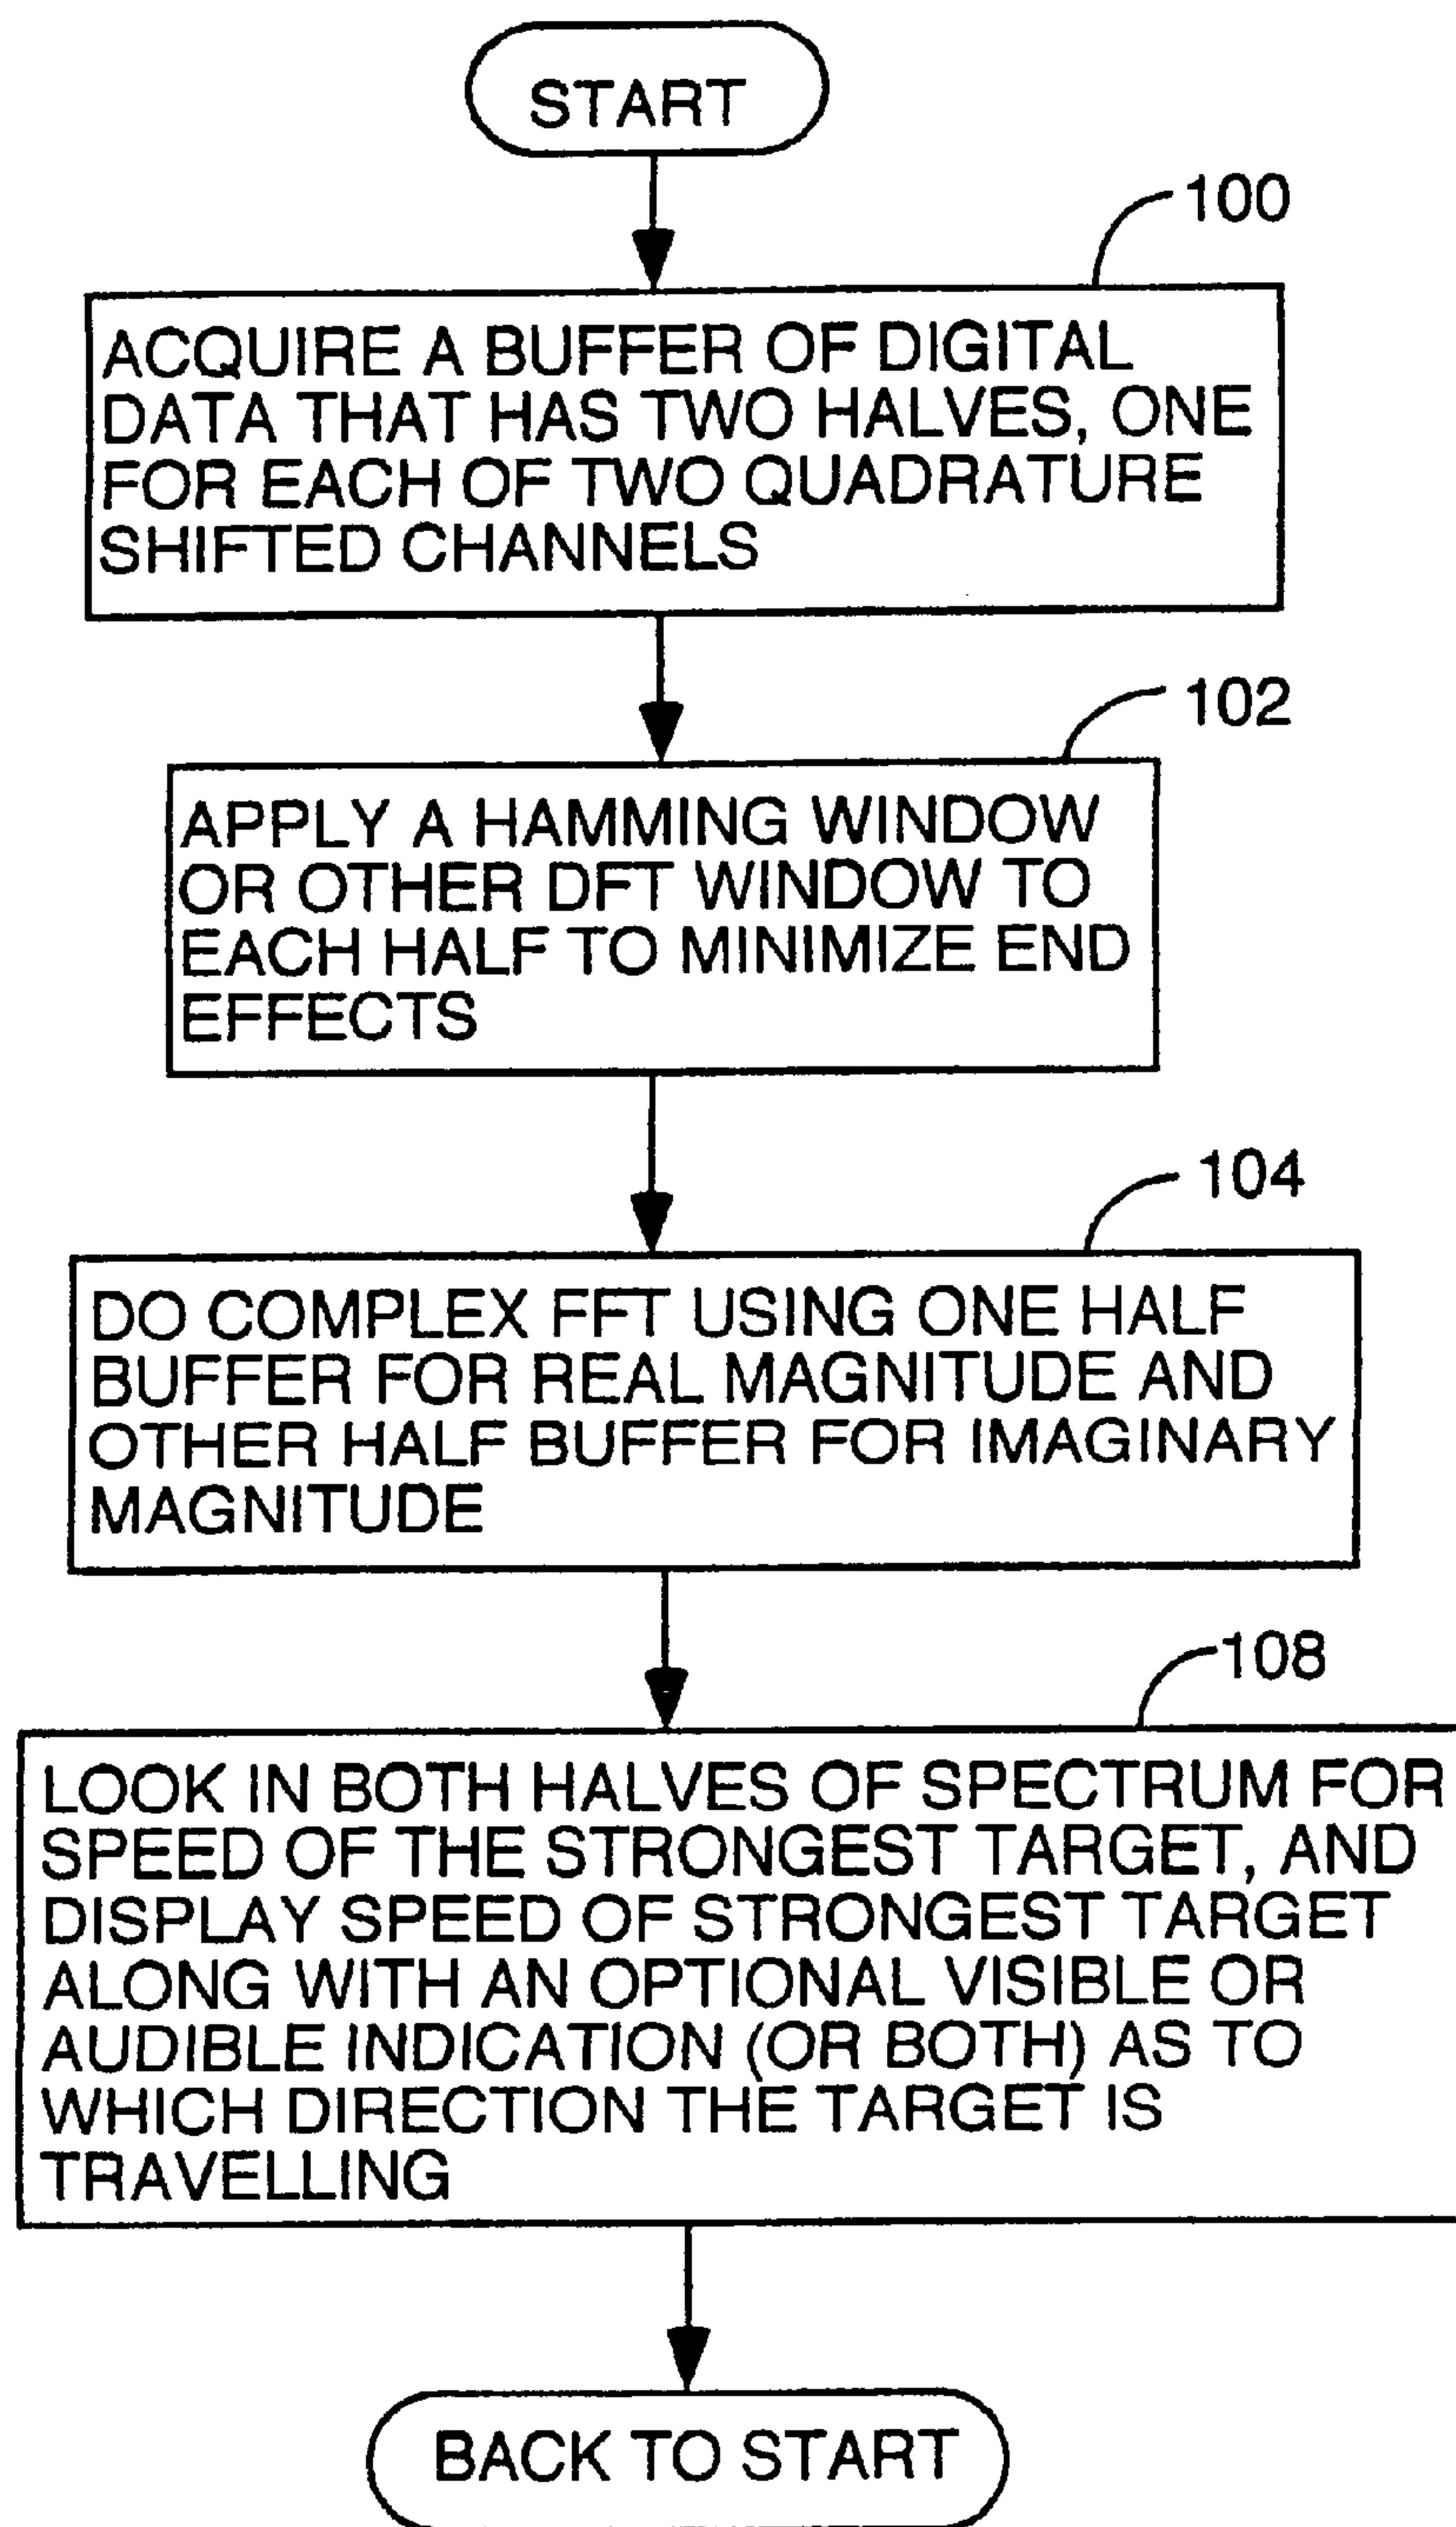 START
100
ACQUIRE A BUFFER OF DIGITAL
DATA THAT HAS TWO HALVES, ONE
FOR EACH OF TWO QUADRATURE
SHIFTED CHANNELS
102
APPLY A HAMMING WINDOW
OR OTHER DFT WINDOW TO
EACH HALF TO MINIMIZE END
EFFECTS
104
DO COMPLEX FFT USING ONE HALF
BUFFER FOR REAL MAGNITUDE AND
OTHER HALF BUFFER FOR IMAGINARY
MAGNITUDE
108
LOOK IN BOTH HALVES OF SPECTRUM FOR
SPEED OF THE STRONGEST TARGET, AND
DISPLAY SPEED OF STRONGEST TARGET
ALONG WITH AN OPTIONAL VISIBLE OR
AUDIBLE INDICATION (OR BOTH) AS TO
WHICH DIRECTION THE TARGET IS
TRAVELLING
BACK TO START